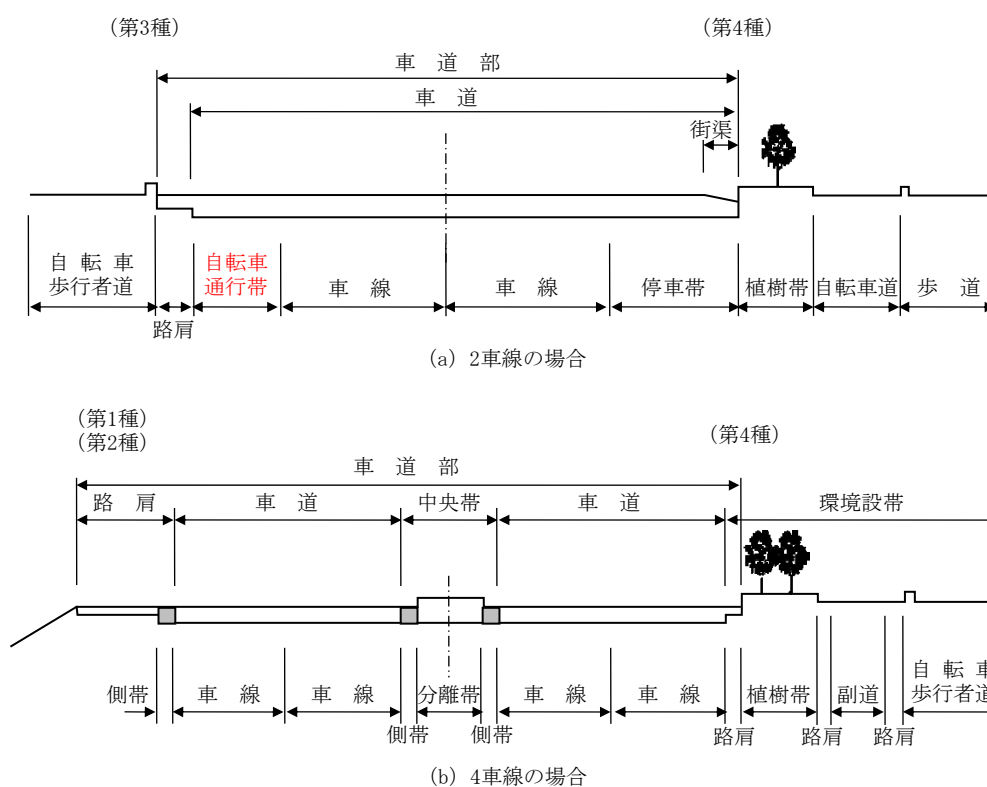 (第3種)
(第4種)
車 道 部
車 道
街渠
自 転 車
歩行者道
自転車
通行帯
車 線
車 線
停車帯
植樹帯
自転車道
歩 道
路肩
(a) 2車線の場合
(第1種)
(第2種)
(第4種)
車 道 部
路 肩
車 道
中央帯
車 道
環境設帯
側帯
車 線
車 線
分離帯
車 線
車 線
植樹帯
副道
自 転 車
歩行者道
側帯
側帯
路肩
路肩
路肩
(b) 4車線の場合